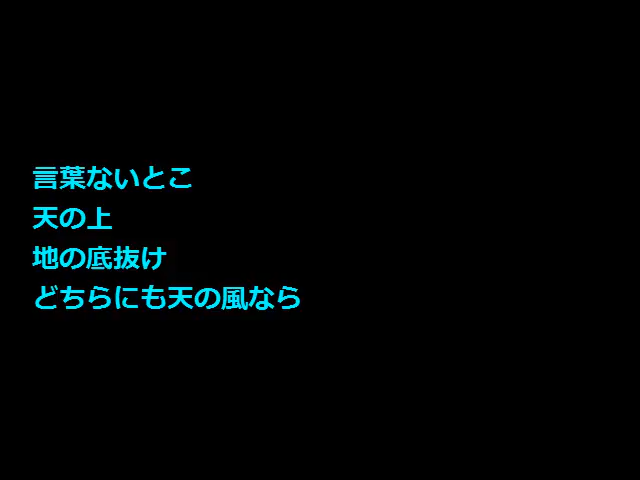 言葉ないとこ
天の上
地の底抜け
どちらにも天の風なら